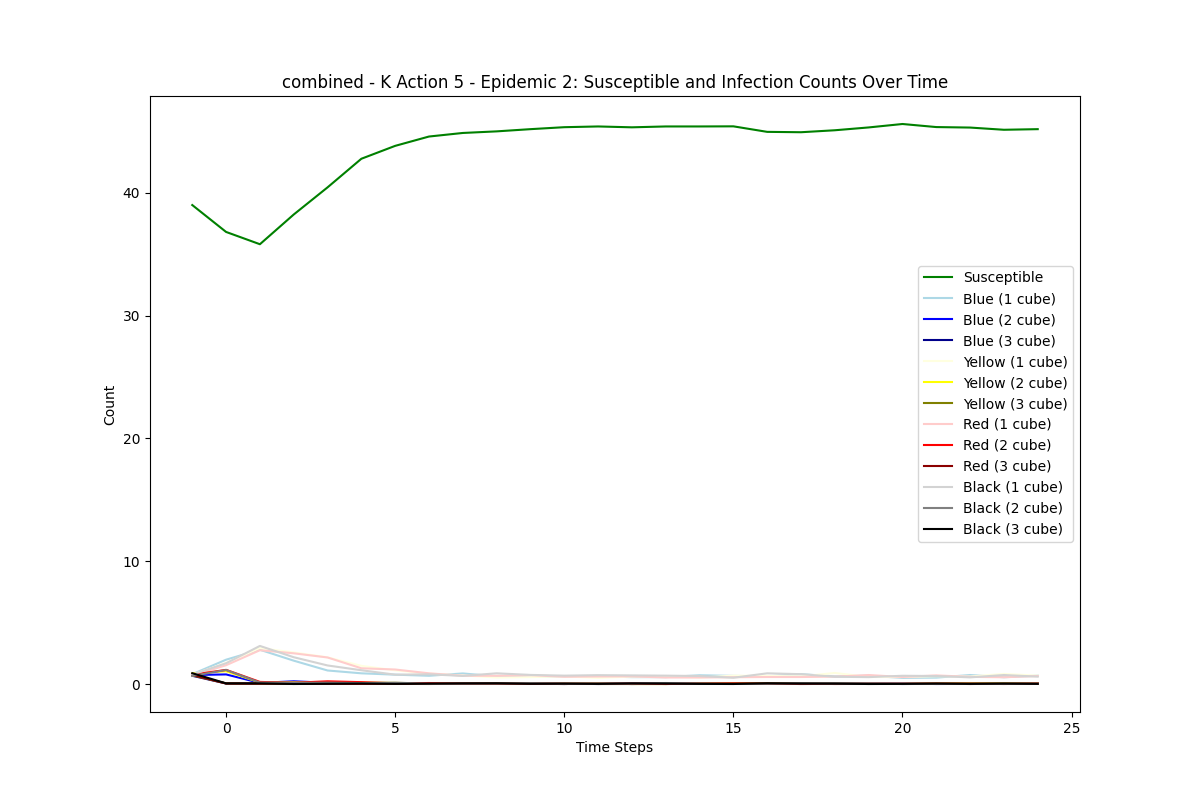 combined - K Action 5 - Epidemic 2: Susceptible and Infection Counts Over Time
Count
40
30
20
10
0
Susceptible
Blue (1 cube)
Blue (2 cube)
Blue (3 cube)
Yellow (1 cube)
Yellow (2 cube)
Yellow (3 cube)
Red (1 cube)
Red (2 cube)
Red (3 cube)
Black (1 cube)
Black (2 cube)
Black (3 cube)
0 5 10 15 20 25
Time Steps